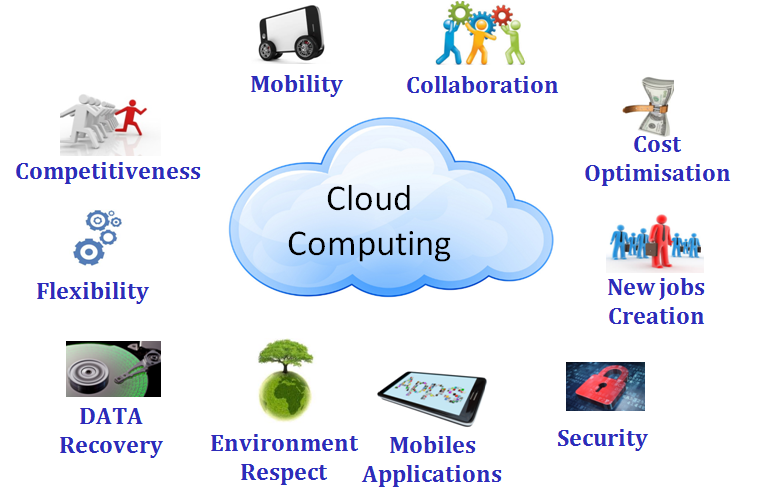 Mobility
Collaboration
Competitiveness
Cost
Optimisation
Cloud
Computing
Flexibility
New jobs
Creation
DATA
Recovery
Environment
Respect
Apps
Mobiles
Applications
Security